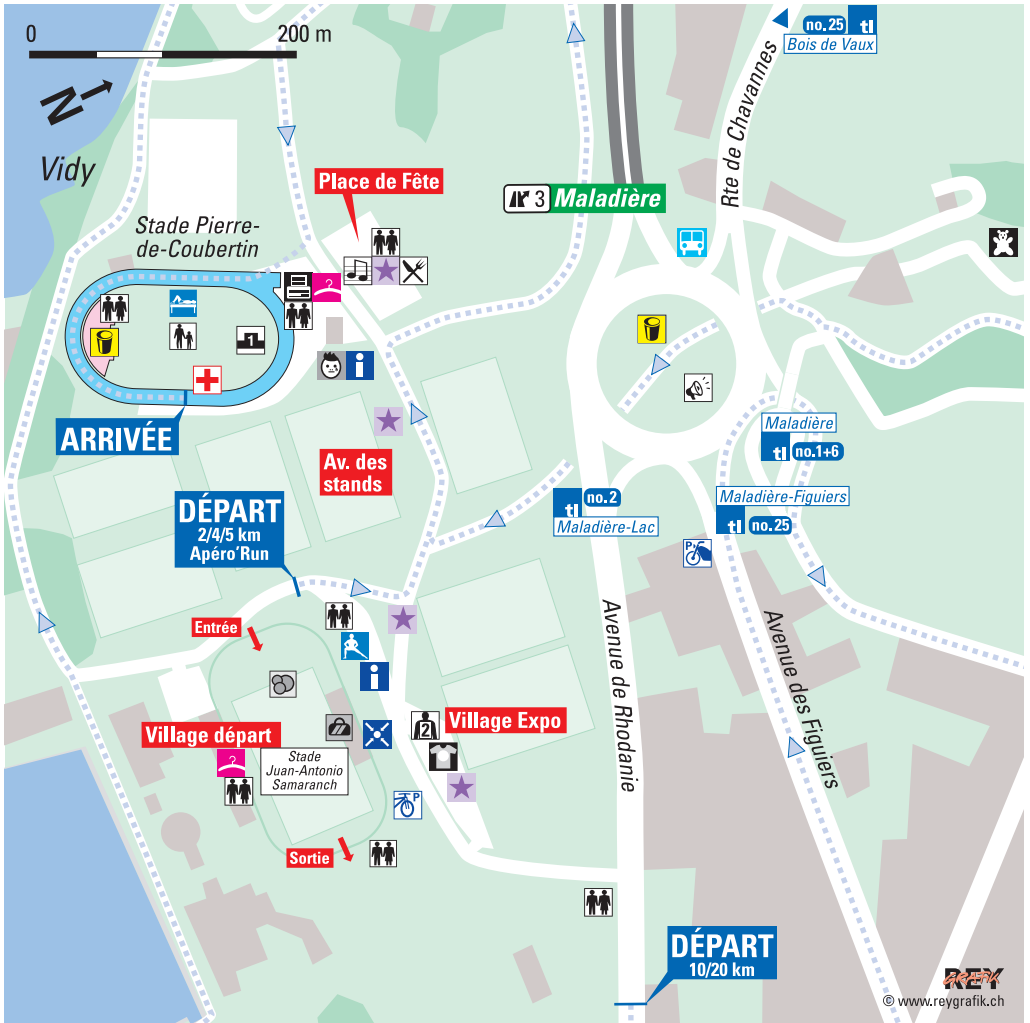 0 200 m
N
Vidy
no.25 tl
Bois de Vaux
Rte de Chavannes
Place de Fête
3 Maladière
Stade Pierre-
de-Coubertin
1
i
ARRIVÉE
Av. des
stands
Maladière
tl no.1+6
DÉPART
2/4/5 km
Apéro'Run
tl no.2
Maladière-Lac
Maladière-Figuiers
tl no.25
P
Entrée
i
Avenue de Rhodanie
Avenue des Figuiers
Village départ
2
Village Expo
?
Stade
Juan-Antonio
Samaranch
P
Sortie
DÉPART
10/20 km
REY
GRAFIK
© www.reygrafik.ch